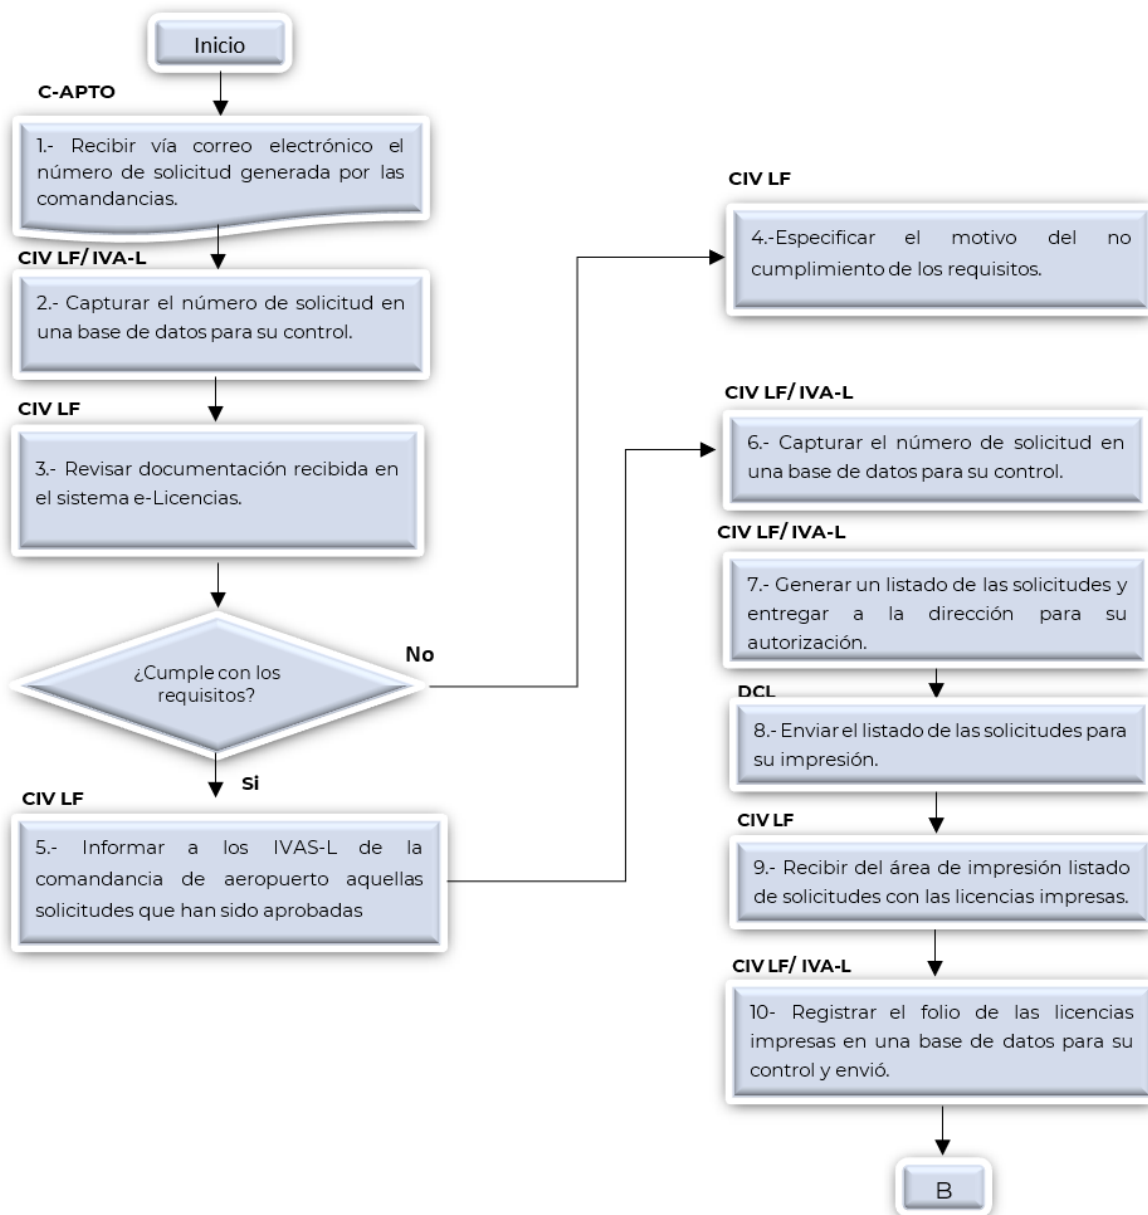 Inicio
C-APTO
1.- Recibir vía correo electrónico el
número de solicitud generada por las
comandancias.
CIV LF/ IVA-L
2.- Capturar el número de solicitud en
una base de datos para su control.
CIV LF
3.- Revisar documentación recibida en
el sistema e-Licencias.
¿Cumple con los
requisitos?
No
Si
CIV LF
5.- Informar a los IVAS-L de la
comandancia de aeropuerto aquellas
solicitudes que han sido aprobadas
CIV LF
4.-Especificar el motivo del no
cumplimiento de los requisitos.
CIV LF/ IVA-L
6.- Capturar el número de solicitud en
una base de datos para su control.
CIV LF/ IVA-L
7.- Generar un listado de las solicitudes y
entregar a la dirección para su
autorización.
DCL
8.- Enviar el listado de las solicitudes para
su impresión.
CIV LF
9.- Recibir del área de impresión listado
de solicitudes con las licencias impresas.
CIV LF/ IVA-L
10- Registrar el folio de las licencias
impresas en una base de datos para su
control y envió.
B